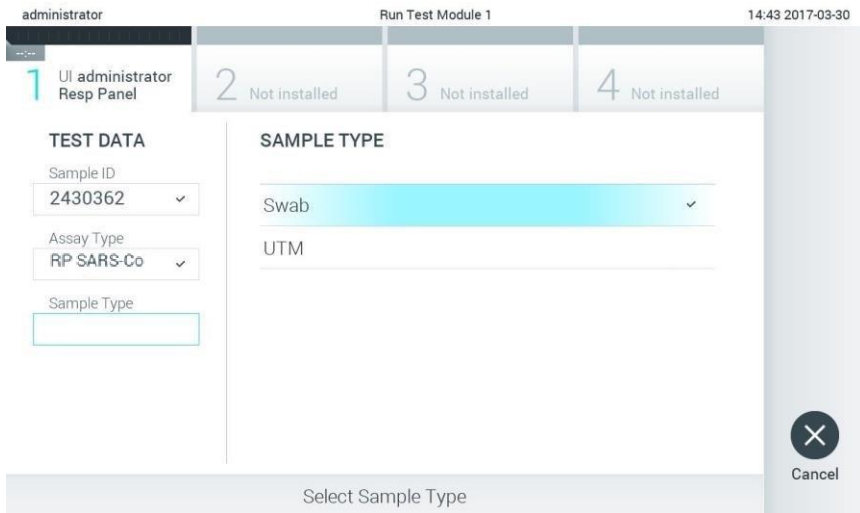 administrator Run Test Module 1 14:43 2017-03-30
--:--
1 UI administrator
Resp Panel
2 Not installed
3 Not installed
4 Not installed
TEST DATA
Sample ID
2430362
Assay Type
RP SARS-Co
Sample Type
SAMPLE TYPE
Swab
UTM
Cancel
Select Sample Type